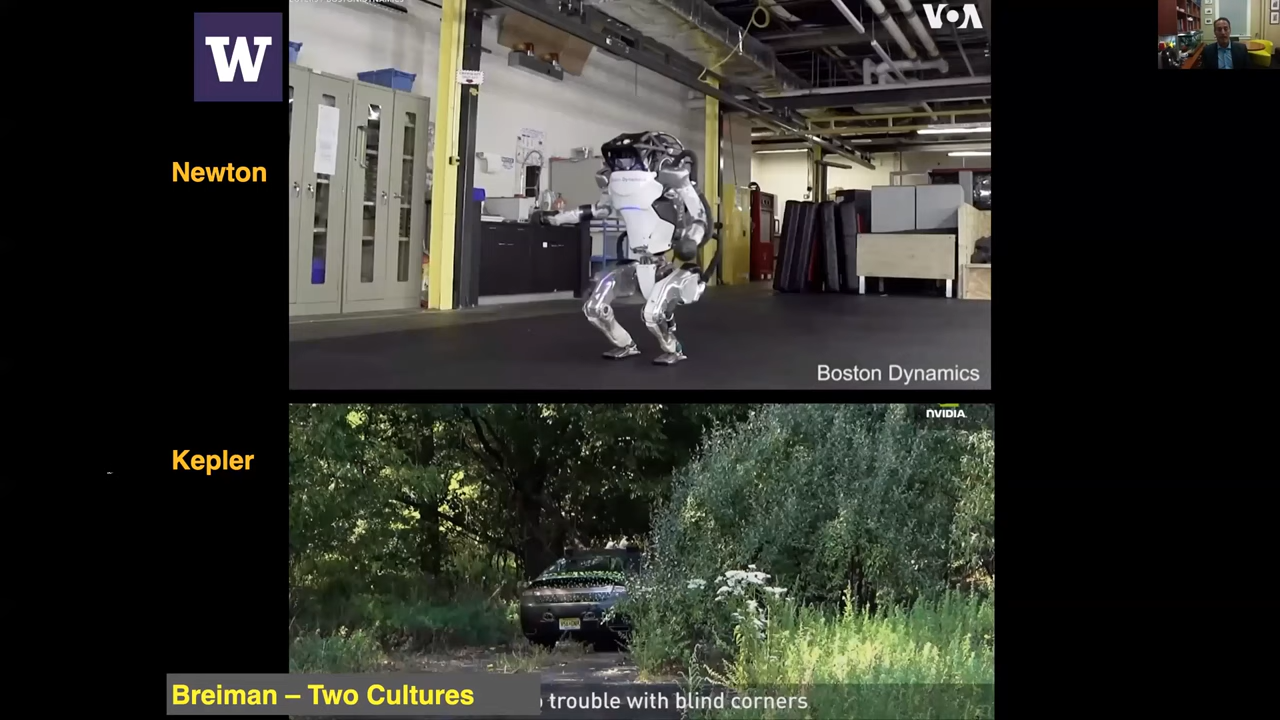 VOA
W
Newton
Boston Dynamics
Kepler
NVIDIA
Breiman – Two Cultures
trouble with blind corners